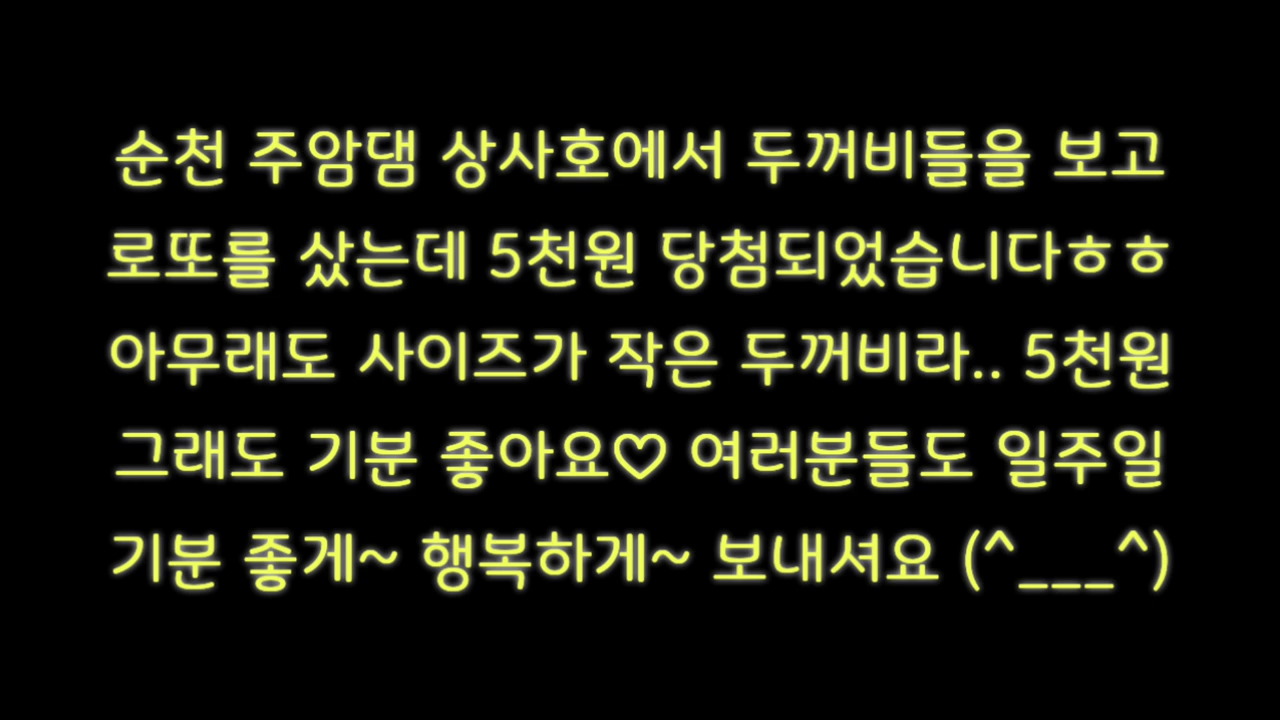 순천 주암댐 상사호에서 두꺼비들을 보고
로또를 샀는데 5천원 당첨되었습니다ㅎㅎ
아무래도 사이즈가 작은 두꺼비라.. 5천원
그래도 기분 좋아요♡ 여러분들도 일주일
기분 좋게~ 행복하게~ 보내셔요 (^___^)